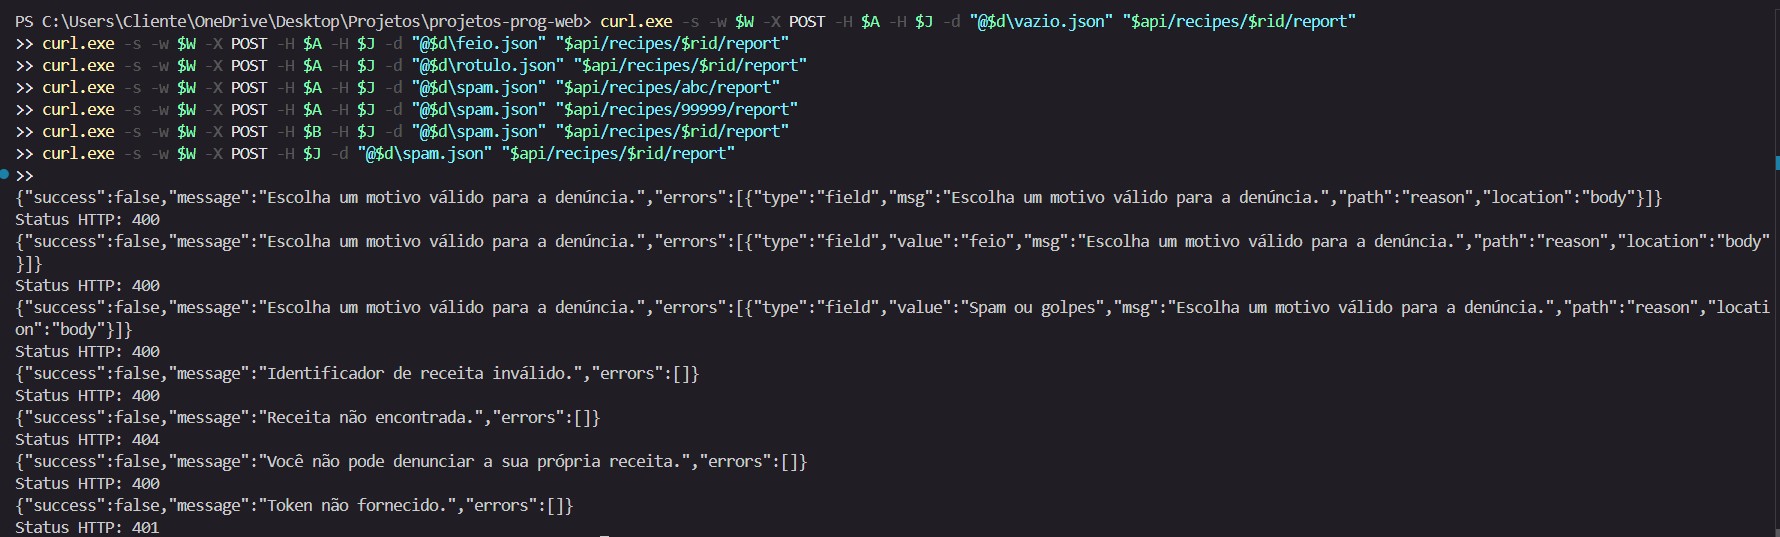 PS C:\Users\Cliente\OneDrive\Desktop\Projetos\projetos-prog-web> curl.exe -s -w $W -X POST -H $A -H $J -d "@$d\vazio.json" "$api/recipes/$rid/report"
>> curl.exe -s -w $W -X POST -H $A -H $J -d "@$d\feio.json" "$api/recipes/$rid/report"
>> curl.exe -s -w $W -X POST -H $A -H $J -d "@$d\rotulo.json" "$api/recipes/$rid/report"
>> curl.exe -s -w $W -X POST -H $A -H $J -d "@$d\spam.json" "$api/recipes/abc/report"
>> curl.exe -s -w $W -X POST -H $A -H $J -d "@$d\spam.json" "$api/recipes/99999/report"
>> curl.exe -s -w $W -X POST -H $B -H $J -d "@$d\spam.json" "$api/recipes/$rid/report"
>> curl.exe -s -w $W -X POST -H $J -d "@$d\spam.json" "$api/recipes/$rid/report"
>>
{"success":false,"message":"Escolha um motivo válido para a denúncia.","errors":[{"type":"field","msg":"Escolha um motivo válido para a denúncia.","path":"reason","location":"body"}]}
Status HTTP: 400
{"success":false,"message":"Escolha um motivo válido para a denúncia.","errors":[{"type":"field","value":"feio","msg":"Escolha um motivo válido para a denúncia.","path":"reason","location":"body"
}]}
Status HTTP: 400
{"success":false,"message":"Escolha um motivo válido para a denúncia.","errors":[{"type":"field","value":"Spam ou golpes","msg":"Escolha um motivo válido para a denúncia.","path":"reason","locati
on":"body"}]}
Status HTTP: 400
{"success":false,"message":"Identificador de receita inválido.","errors":[]}
Status HTTP: 400
{"success":false,"message":"Receita não encontrada.","errors":[]}
Status HTTP: 404
{"success":false,"message":"Você não pode denunciar a sua própria receita.","errors":[]}
Status HTTP: 400
{"success":false,"message":"Token não fornecido.","errors":[]}
Status HTTP: 401